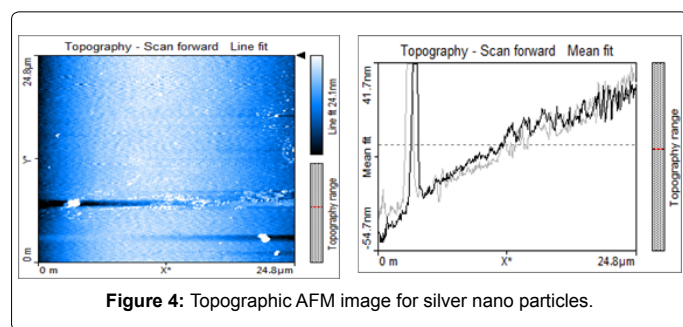 Topography - Scan forward Line fit
24.8µm
Y*
0 m
0 m X* 24.8µm
Line fit 24.1nm
Topography range
Topography - Scan forward Mean fit
41.7nm
Mean fit
-54.7nm
0 m X* 24.8µm
Topography range
Figure 4: Topographic AFM image for silver nano particles.